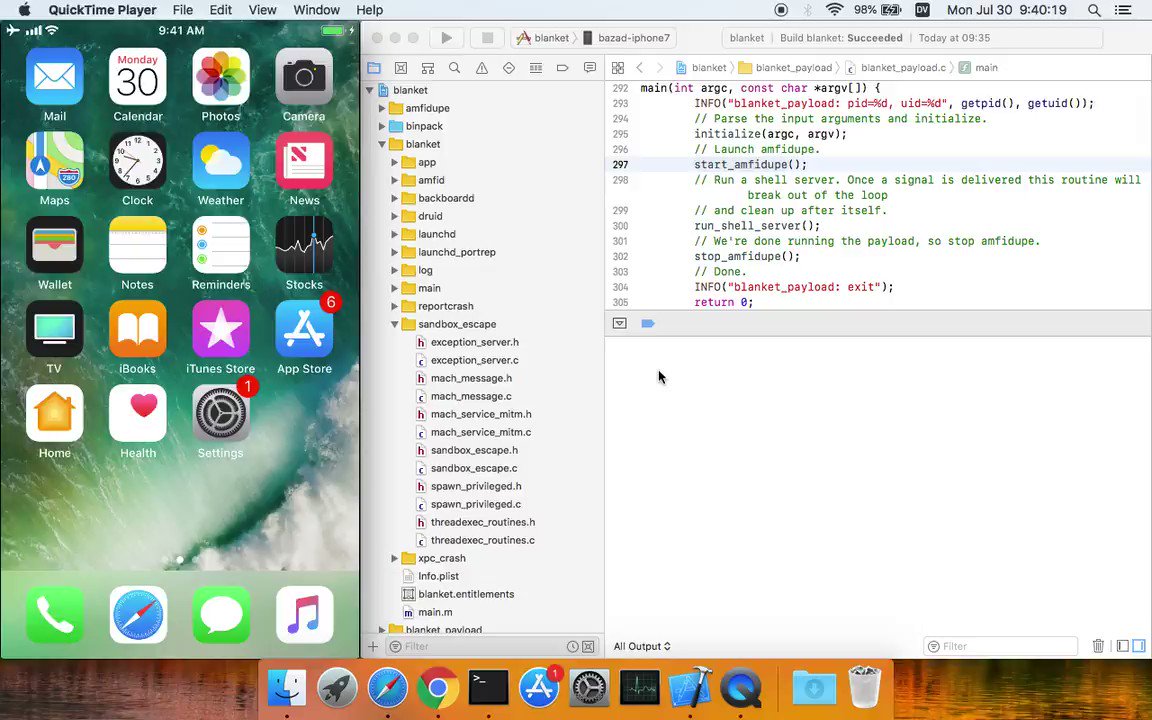 QuickTime Player File Edit View Window Help 98% DV Mon Jul 30 9:40:19
9:41 AM
Monday
30
Mail Calendar Photos Camera
280
Maps Clock Weather News
Wallet Notes Reminders Stocks
6
tv
TV iBooks iTunes Store App Store
1
Home Health Settings
blanket bazad-iphone7 blanket Build blanket: Succeeded Today at 09:35
blanket blanket_payload blanket_payload.c main
blanket
amfidupe
binpack
blanket
app
amfid
backboardd
druid
launchd
launchd_portrep
log
main
reportcrash
sandbox_escape
exception_server.h
exception_server.c
mach_message.h
mach_message.c
mach_service_mitm.h
mach_service_mitm.c
sandbox_escape.h
sandbox_escape.c
spawn_privileged.h
spawn_privileged.c
threadexec_routines.h
threadexec_routines.c
xpc_crash
Info.plist
blanket.entitlements
main.m
blanket_payload
Filter
292 main(int argc, const char *argv[]) {
293 INFO("blanket_payload: pid=%d, uid=%d", getpid(), getuid());
294 // Parse the input arguments and initialize.
295 initialize(argc, argv);
296 // Launch amfidupe.
297 start_amfidupe();
298 // Run a shell server. Once a signal is delivered this routine will
break out of the loop
299 // and clean up after itself.
300 run_shell_server();
301 // We're done running the payload, so stop amfidupe.
302 stop_amfidupe();
303 // Done.
304 INFO("blanket_payload: exit");
305 return 0;
All Output Filter
1